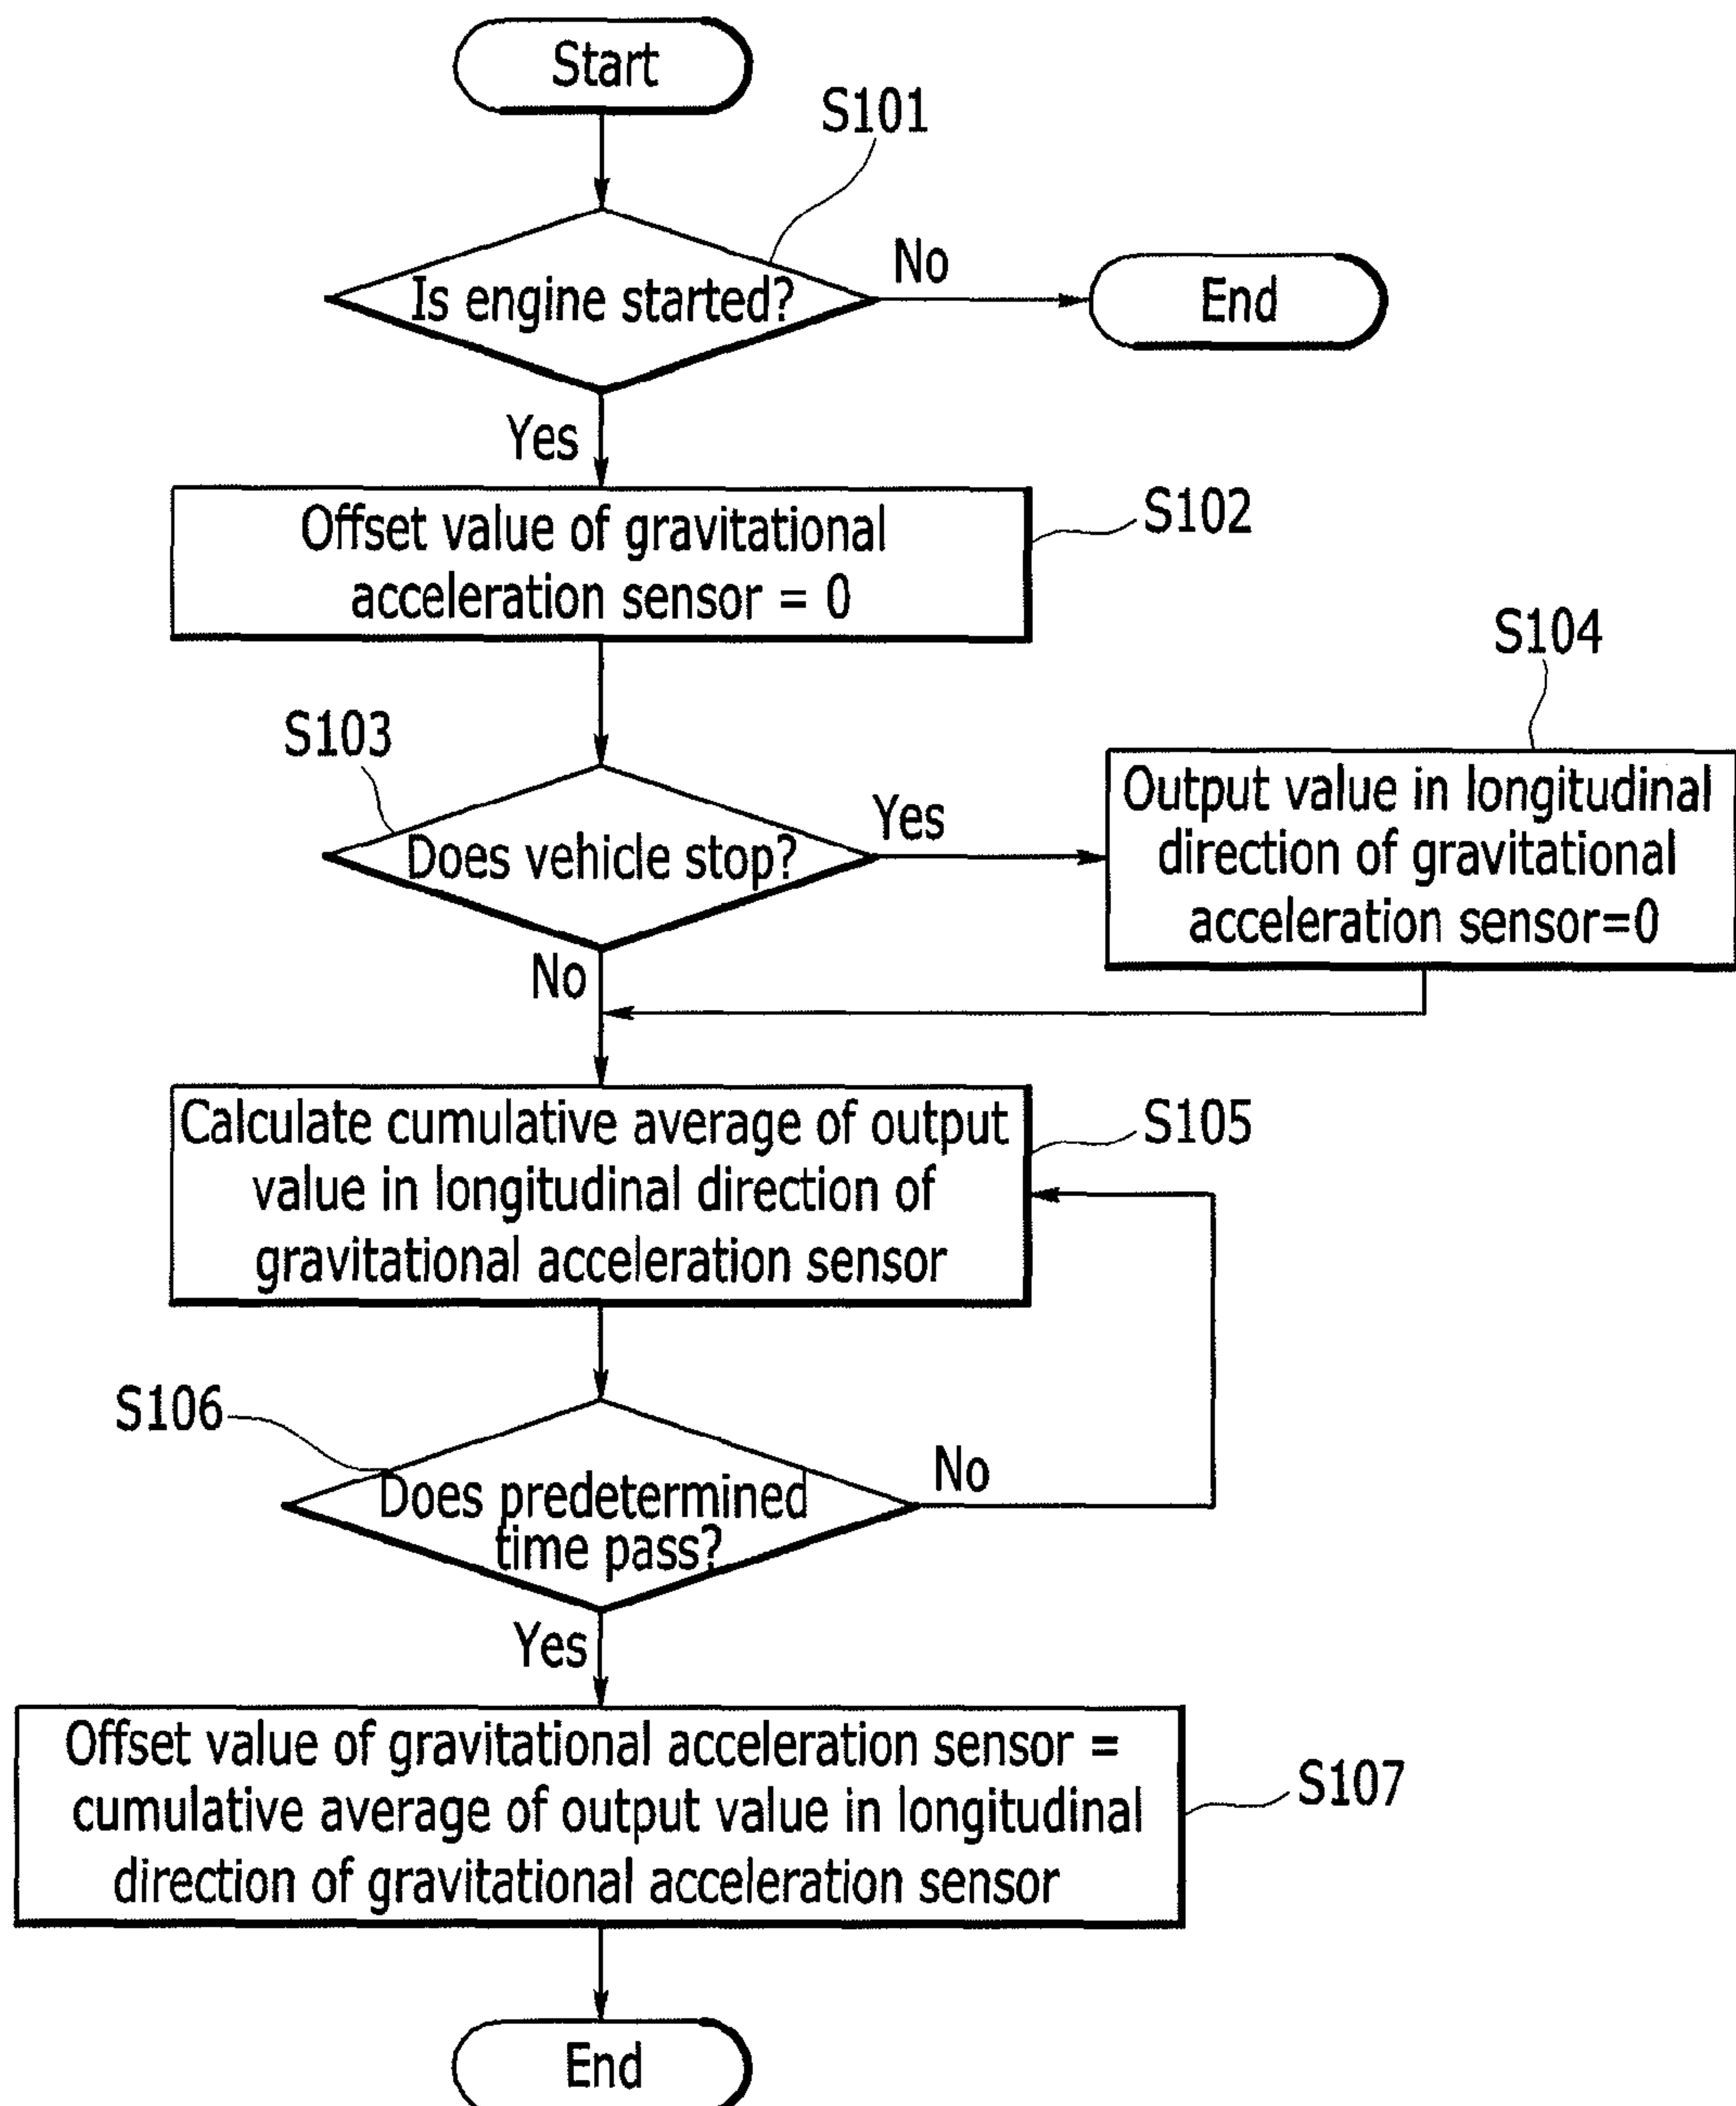 Start
S101
Is engine started?
No
End
Yes
Offset value of gravitational
acceleration sensor = 0
S102
S103
Does vehicle stop?
Yes
S104
Output value in longitudinal
direction of gravitational
acceleration sensor=0
No
Calculate cumulative average of output
value in longitudinal direction of
gravitational acceleration sensor
S105
S106
Does predetermined
time pass?
No
Yes
Offset value of gravitational acceleration sensor =
cumulative average of output value in longitudinal
direction of gravitational acceleration sensor
S107
End